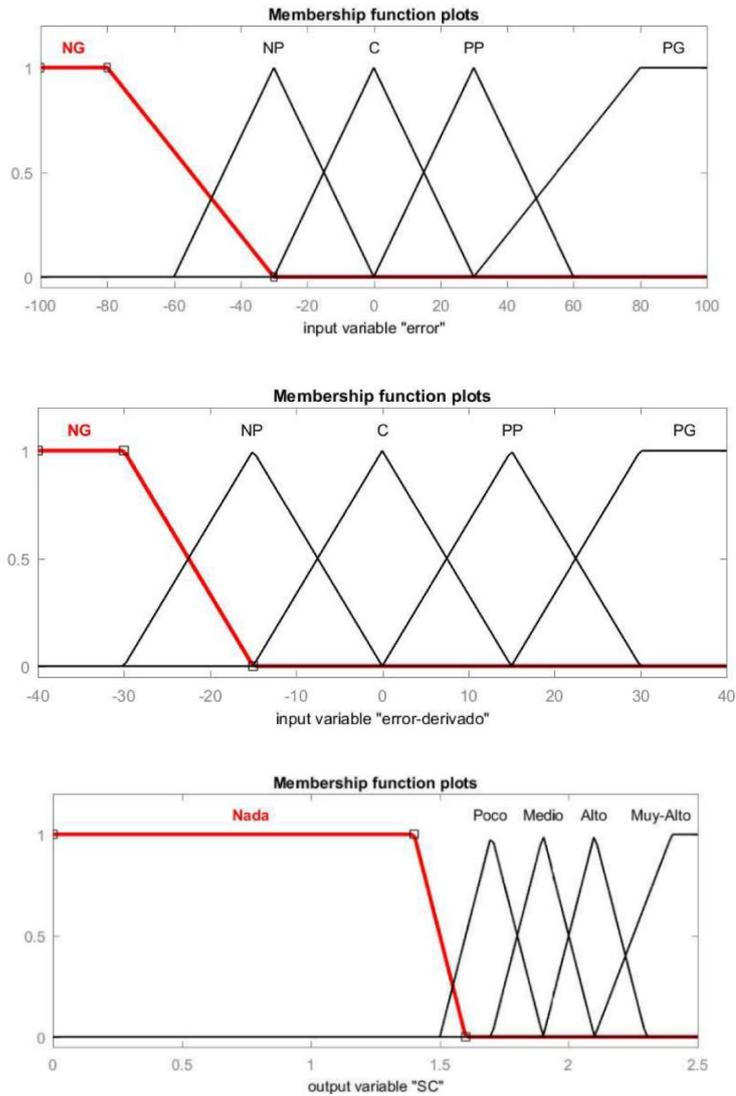 Membership function plots
NG NP C PP PG
1
0.5
0
-100 -80 -60 -40 -20 0 20 40 60 80 100
input variable "error"
Membership function plots
NG NP C PP PG
1
0.5
0
-40 -30 -20 -10 0 10 20 30 40
input variable "error-derivado"
Membership function plots
Nada Poco Medio Alto Muy-Alto
1
0.5
0
0 0.5 1 1.5 2 2.5
output variable "SC"